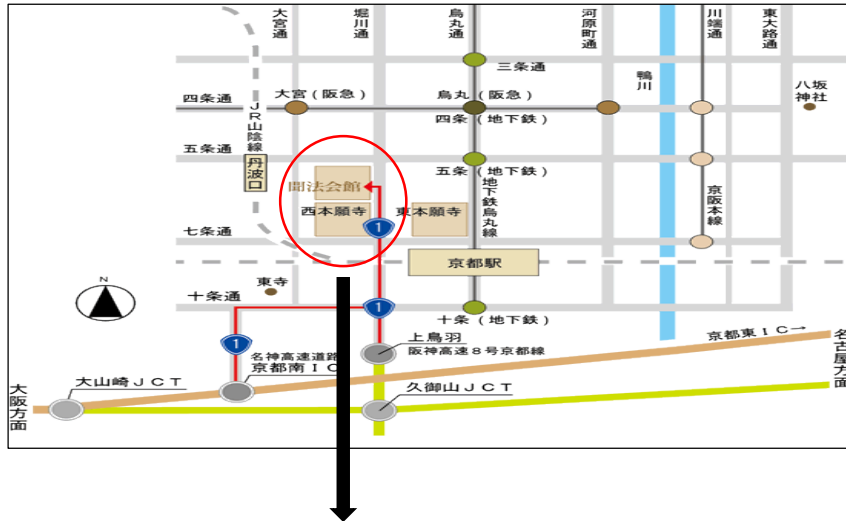 大宮通
堀川通
烏丸通
河原町通
川端通
東大路通
三条通
鴨川
八坂
神社
大宮(阪急)
烏丸(阪急)
四条通
四条(地下鉄)
JR山陰線
五条通
丹波口
五条(地下鉄)
地下鉄烏丸線
京阪本線
聞法会館
西本願寺
東本願寺
1
七条通
京都駅
N
東寺
十条通
1
十条(地下鉄)
1
上鳥羽
阪神高速8号京都線
京都東IC→
名古屋方面
名神高速道路
京都南IC
大山崎JCT
久御山JCT
大阪方面